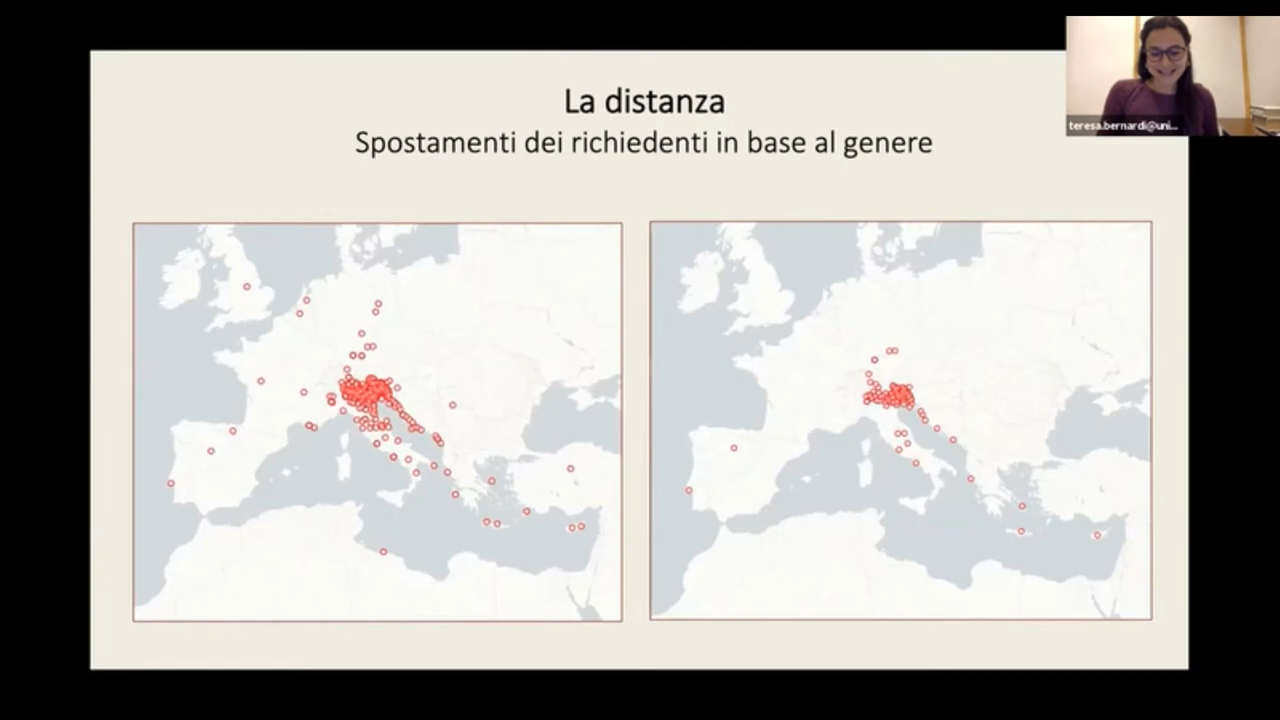 La distanza
Spostamenti dei richiedenti in base al genere
teresa.bernardi@uni...